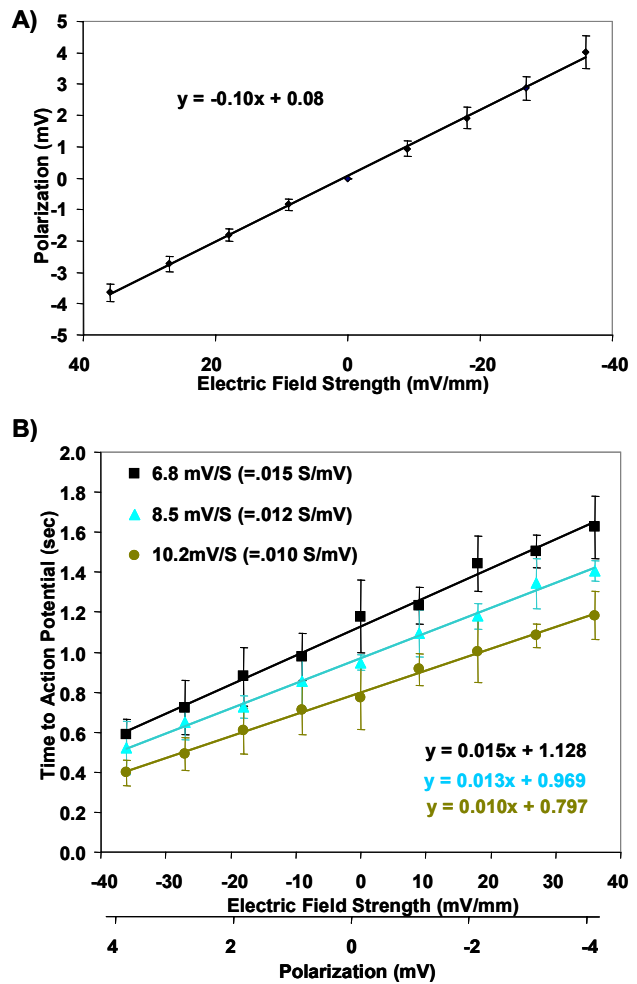 A)
5
4
3
2
1
0
-1
-2
-3
-4
-5
Polarization (mV)
y = -0.10x + 0.08
40 20 0 -20 -40
Electric Field Strength (mV/mm)
B)
2.0
1.8
1.6
1.4
1.2
1.0
0.8
0.6
0.4
0.2
0.0
Time to Action Potential (sec)
6.8 mV/S (=.015 S/mV)
8.5 mV/S (=.012 S/mV)
10.2mV/S (=.010 S/mV)
y = 0.015x + 1.128
y = 0.013x + 0.969
y = 0.010x + 0.797
-40 -30 -20 -10 0 10 20 30 40
Electric Field Strength (mV/mm)
4 2 0 -2 -4
Polarization (mV)